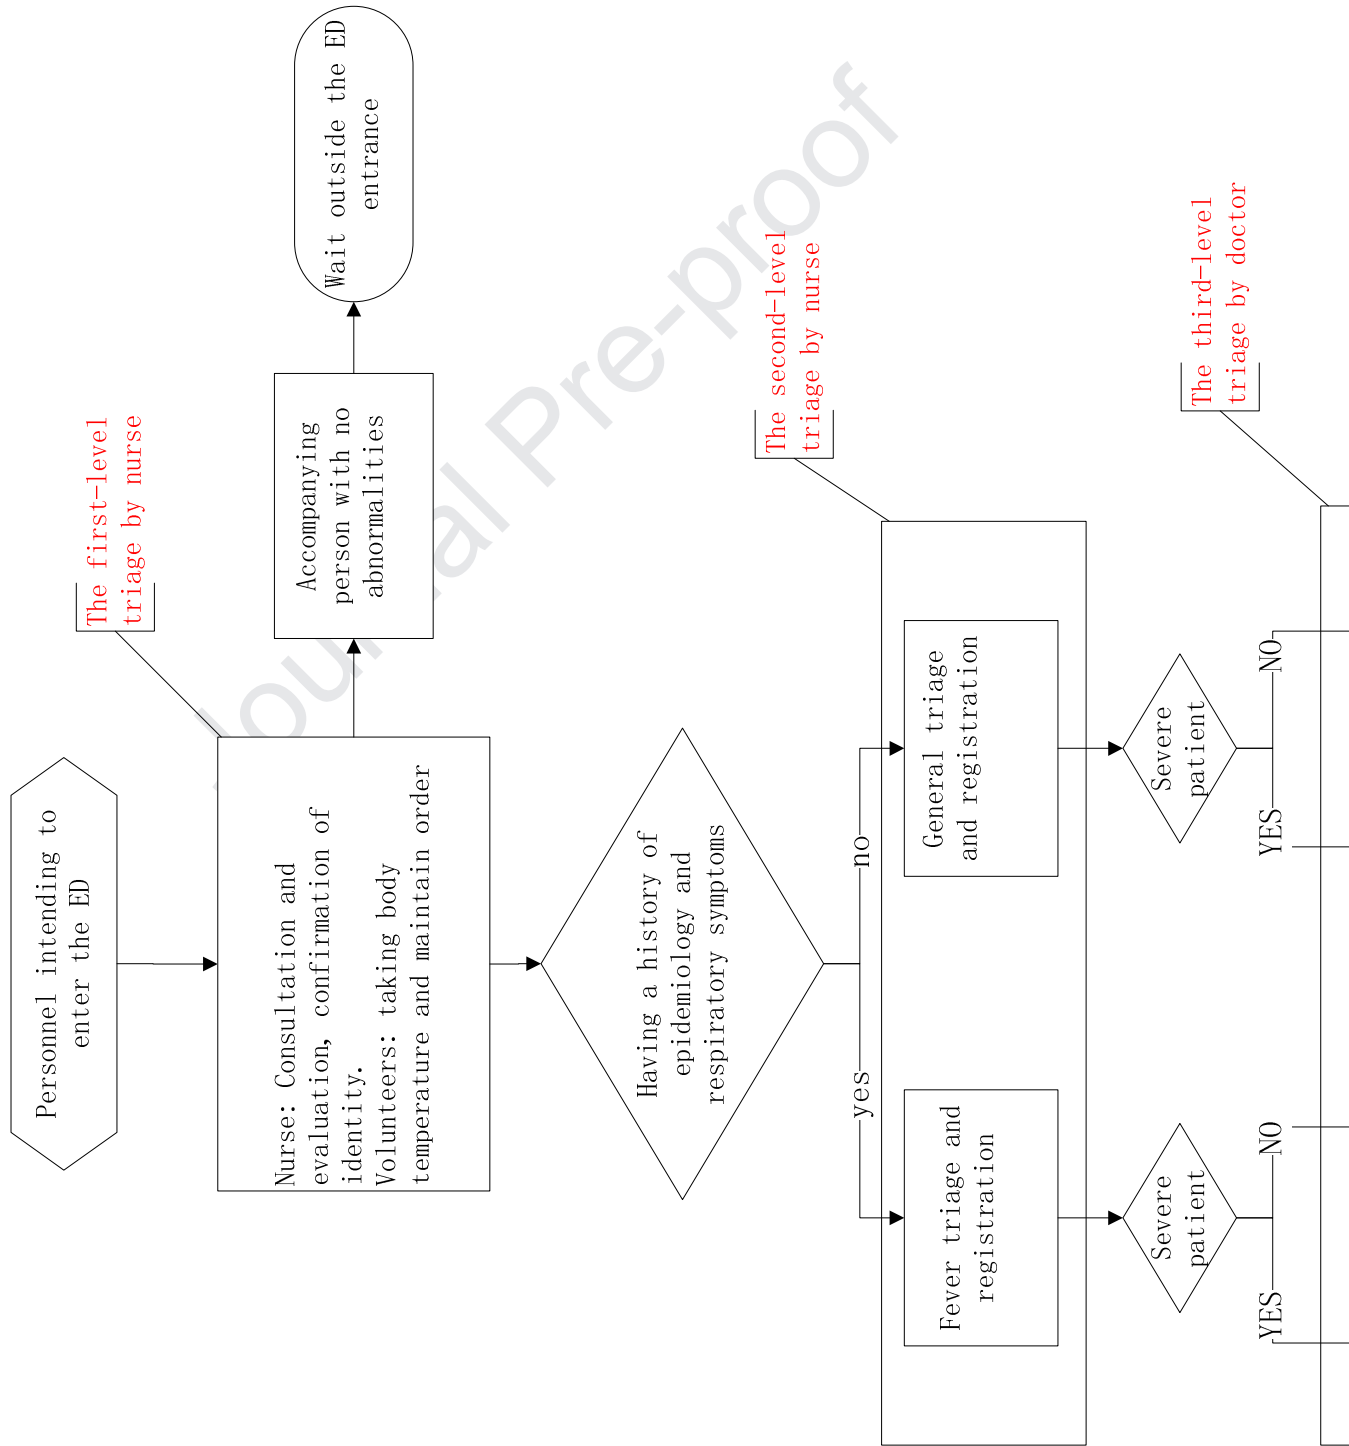 Personnel intending to
enter the ED
The first-level
triage by nurse
Nurse: Consultation and
evaluation, confirmation of
identity.
Volunteers: taking body
temperature and maintain order
Accompanying
person with no
abnormalities
Wait outside the ED
entrance
Having a history of
epidemiology and
respiratory symptoms
yes
no
The second-level
triage by nurse
Fever triage and
registration
General triage
and registration
Severe
patient
Severe
patient
YES
NO
YES
NO
The third-level
triage by doctor
Journal Pre-proof